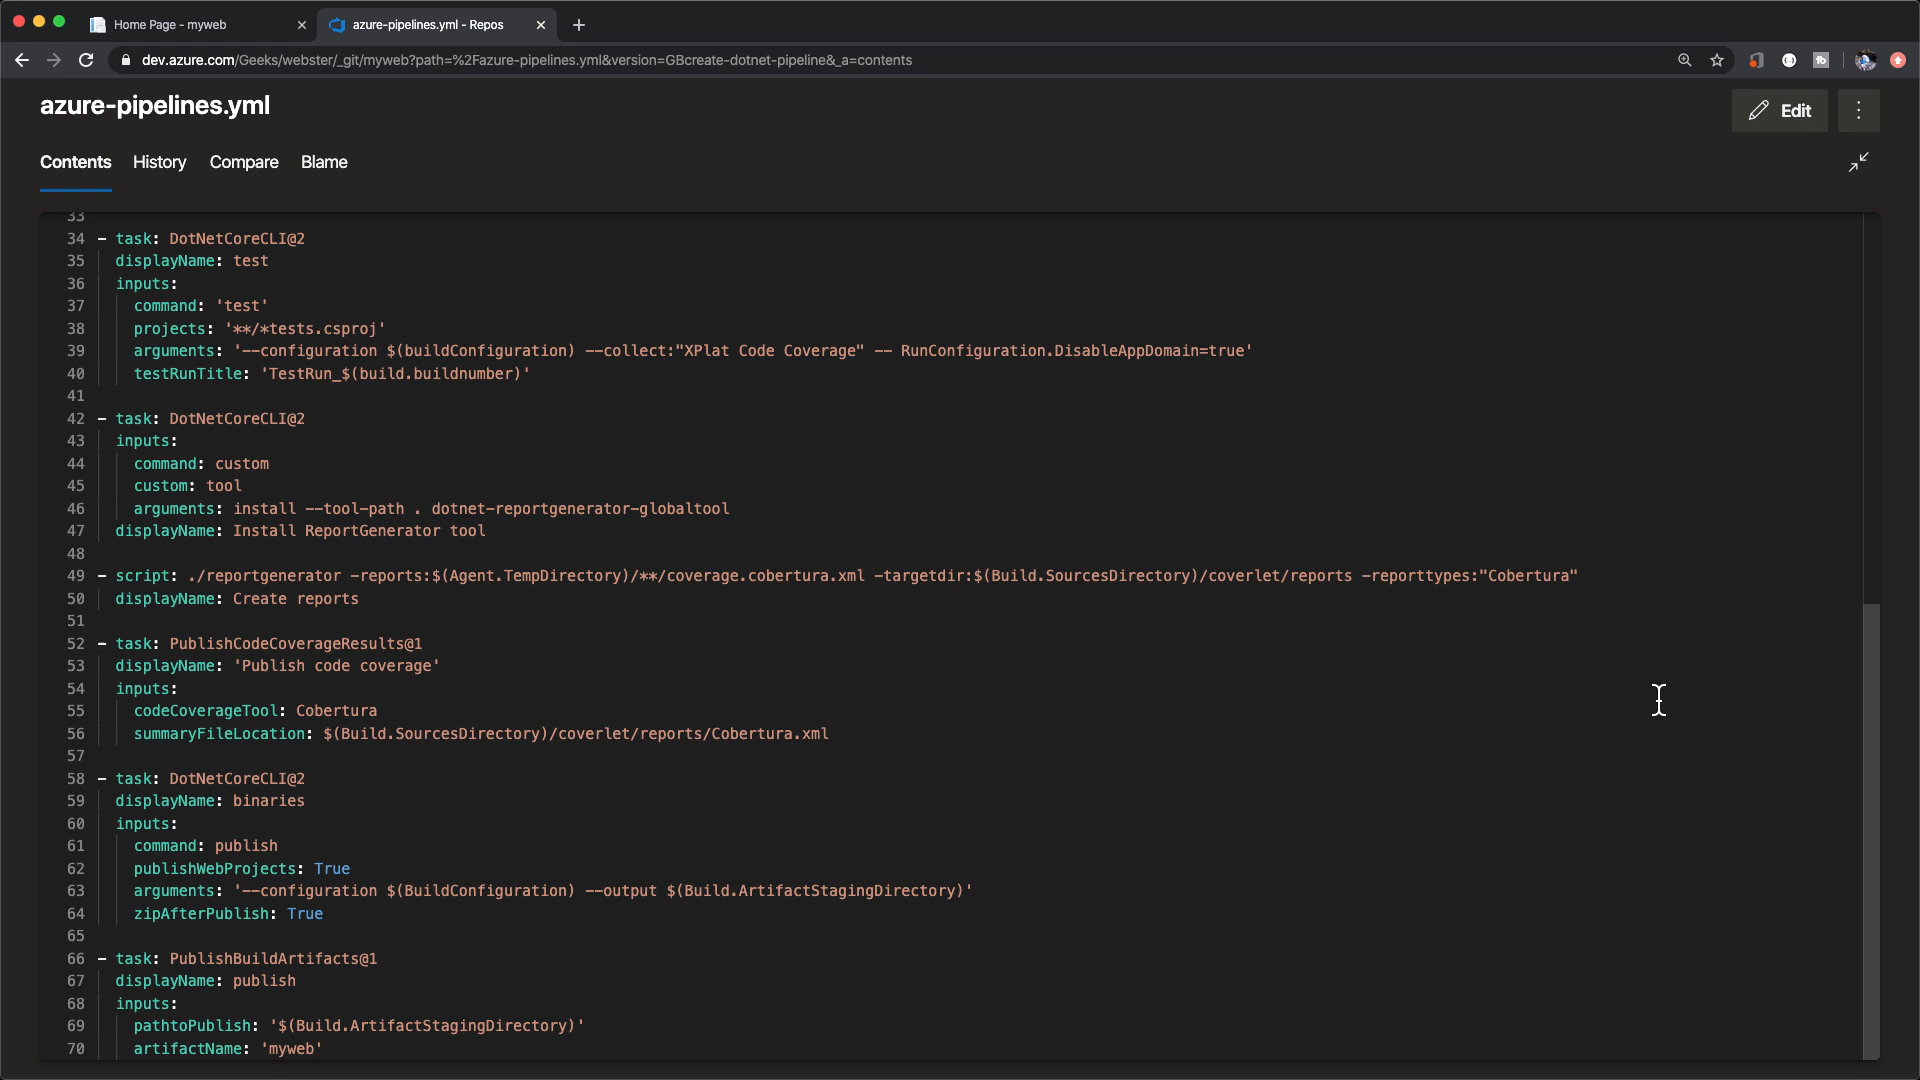 Home Page - myweb
azure-pipelines.yml - Repos
dev.azure.com/Geeks/webster/_git/myweb?path=%2Fazure-pipelines.yml&version=GBcreate-dotnet-pipeline&_a=contents
azure-pipelines.yml
Edit
Contents History Compare Blame
33
34 - task: DotNetCoreCLI@2
35 displayName: test
36 inputs:
37 command: 'test'
38 projects: '**/*tests.csproj'
39 arguments: '--configuration $(buildConfiguration) --collect:"XPlat Code Coverage" -- RunConfiguration.DisableAppDomain=true'
40 testRunTitle: 'TestRun_$(build.buildnumber)'
41
42 - task: DotNetCoreCLI@2
43 inputs:
44 command: custom
45 custom: tool
46 arguments: install --tool-path . dotnet-reportgenerator-globaltool
47 displayName: Install ReportGenerator tool
48
49 - script: ./reportgenerator -reports:$(Agent.TempDirectory)/**/coverage.cobertura.xml -targetdir:$(Build.SourcesDirectory)/coverlet/reports -reporttypes:"Cobertura"
50 displayName: Create reports
51
52 - task: PublishCodeCoverageResults@1
53 displayName: 'Publish code coverage'
54 inputs:
55 codeCoverageTool: Cobertura
56 summaryFileLocation: $(Build.SourcesDirectory)/coverlet/reports/Cobertura.xml
57
58 - task: DotNetCoreCLI@2
59 displayName: binaries
60 inputs:
61 command: publish
62 publishWebProjects: True
63 arguments: '--configuration $(BuildConfiguration) --output $(Build.ArtifactStagingDirectory)'
64 zipAfterPublish: True
65
66 - task: PublishBuildArtifacts@1
67 displayName: publish
68 inputs:
69 pathtoPublish: '$(Build.ArtifactStagingDirectory)'
70 artifactName: 'myweb'